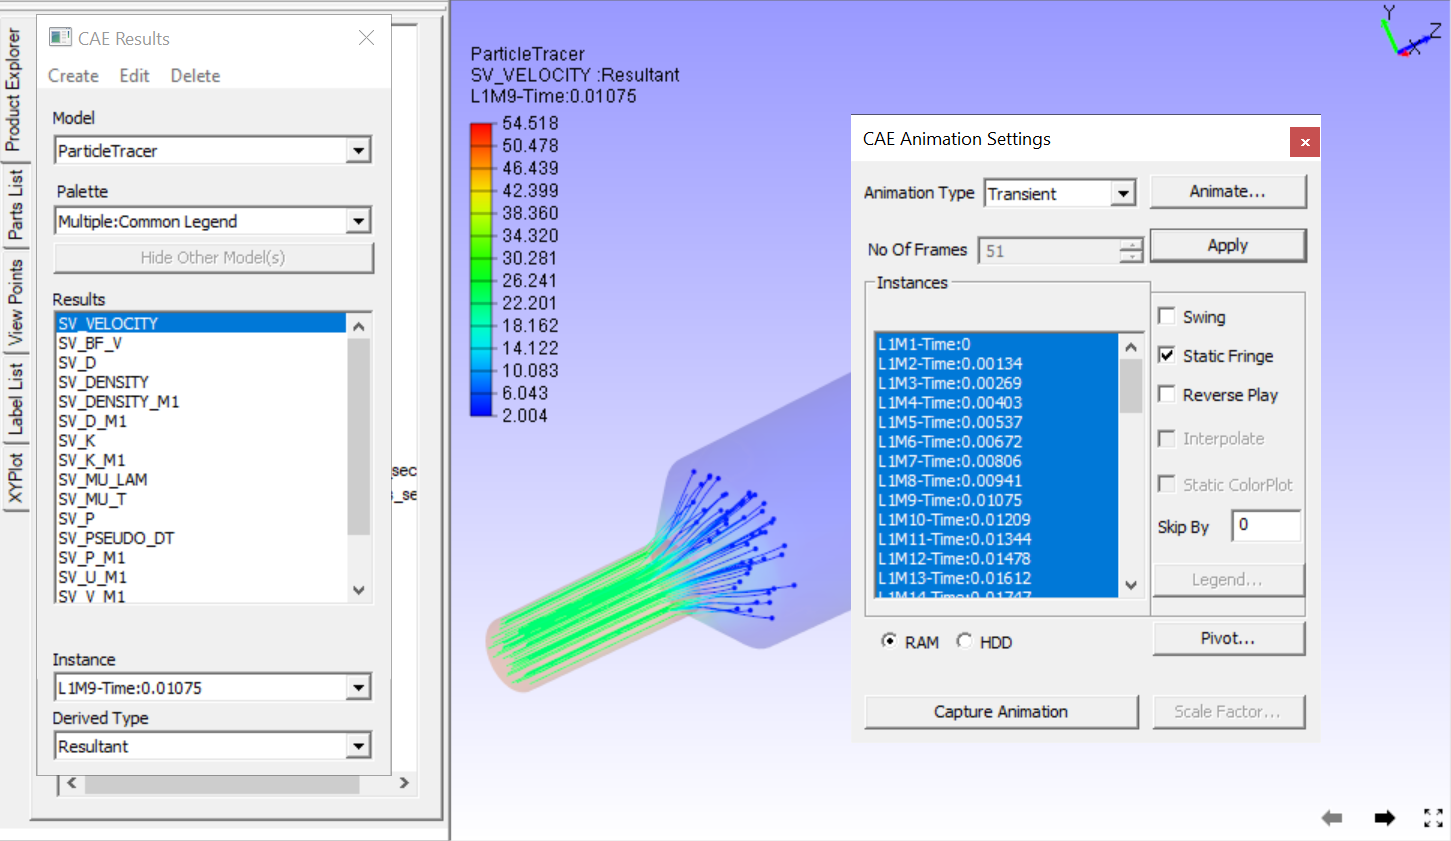 Product Explorer
Parts List
View Points
Label List
XYPlot
CAE Results
Create Edit Delete
Model
ParticleTracer
Palette
Multiple:Common Legend
Hide Other Model(s)
Results
SV_VELOCITY
SV_BF_V
SV_D
SV_DENSITY
SV_DENSITY_M1
SV_D_M1
SV_K
SV_K_M1
SV_MU_LAM
SV_MU_T
SV_P
SV_PSEUDO_DT
SV_P_M1
SV_U_M1
SV_V_M1
Instance
L1M9-Time:0.01075
Derived Type
Resultant
_sec
s_se
ParticleTracer
SV_VELOCITY :Resultant
L1M9-Time:0.01075
54.518
50.478
46.439
42.399
38.360
34.320
30.281
26.241
22.201
18.162
14.122
10.083
6.043
2.004
Y
Z
X
CAE Animation Settings
Animation Type Transient Animate...
No Of Frames 51 Apply
Instances
L1M1-Time:0
L1M2-Time:0.00134
L1M3-Time:0.00269
L1M4-Time:0.00403
L1M5-Time:0.00537
L1M6-Time:0.00672
L1M7-Time:0.00806
L1M8-Time:0.00941
L1M9-Time:0.01075
L1M10-Time:0.01209
L1M11-Time:0.01344
L1M12-Time:0.01478
L1M13-Time:0.01612
L1M14-Time:0.01747
Swing
Static Fringe
Reverse Play
Interpolate
Static ColorPlot
Skip By 0
Legend...
RAM HDD
Pivot...
Capture Animation
Scale Factor...